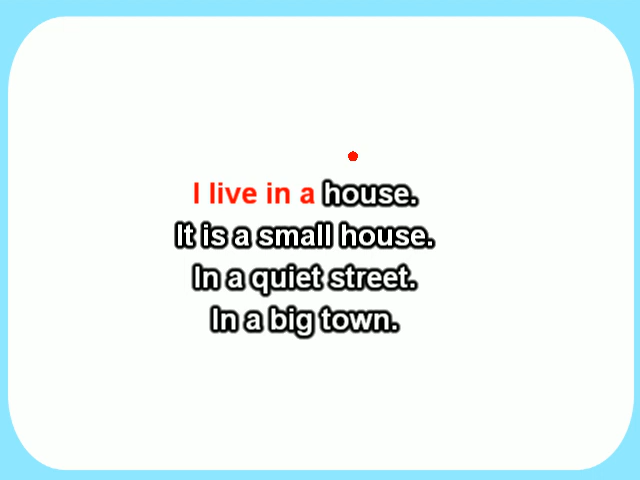 I live in a house.
It is a small house.
In a quiet street.
In a big town.